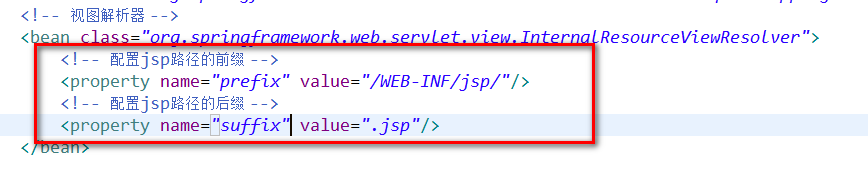 <!-- 视图解析器 -->
<bean class="org.springframework.web.servlet.view.InternalResourceViewResolver">
<!-- 配置jsp路径的前缀 -->
<property name="prefix" value="/WEB-INF/jsp/"/>
<!-- 配置jsp路径的后缀 -->
<property name="suffix" value=".jsp"/>
</bean>